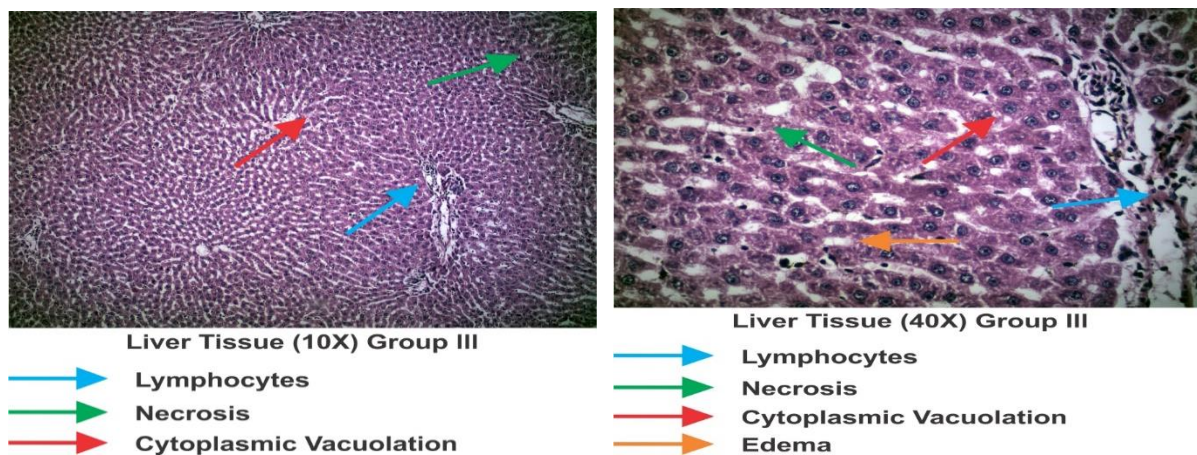 Liver Tissue (10X) Group III
Lymphocytes
Necrosis
Cytoplasmic Vacuolation
Liver Tissue (40X) Group III
Lymphocytes
Necrosis
Cytoplasmic Vacuolation
Edema